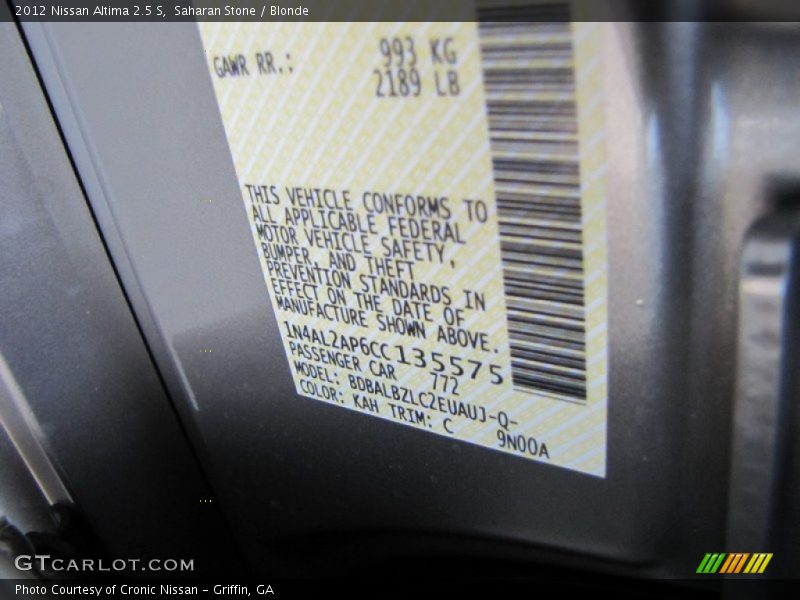 2012 Nissan Altima 2.5 S, Saharan Stone / Blonde
GAWR RR.: 993 KG
2189 LB
THIS VEHICLE CONFORMS TO
ALL APPLICABLE FEDERAL
MOTOR VEHICLE SAFETY,
BUMPER, AND THEFT
PREVENTION STANDARDS IN
EFFECT ON THE DATE OF
MANUFACTURE SHOWN ABOVE.
1N4AL2AP6CC135575
PASSENGER CAR 772
MODEL: BDBALBZLC2EUAUJ-Q-
COLOR: KAH TRIM: C 9N00A
GTCARLOT.COM
Photo Courtesy of Cronic Nissan - Griffin, GA